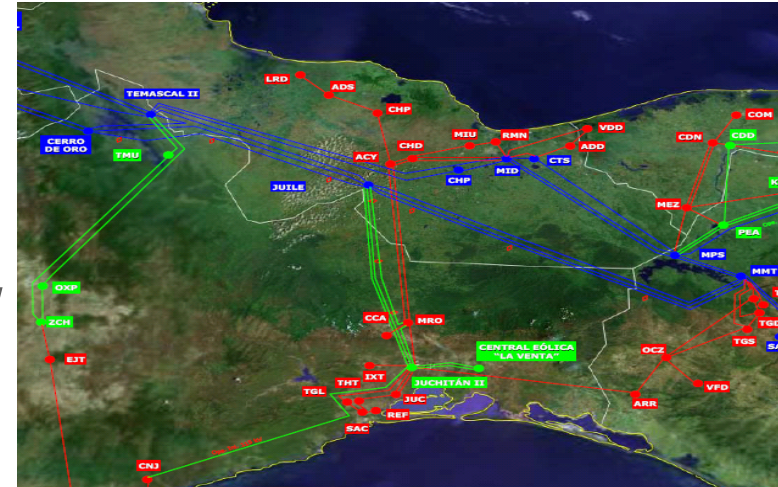 LRD
ADS
TEMASCAL II
CHP
COM
VDD
RMN
MIU
CDN
CDD
CERRO
DE ORO
TMU
CHD
ADD
ACY
MID
CTS
CHP
JUILE
MEZ
PEA
MPS
MMT
OXP
ZCH
CCA
MRO
TGD
TGS
EJT
CENTRAL EÓLICA
"LA VENTA"
OCZ
IXT
THT
JUCHITÁN II
TGL
JUC
VFD
ARR
REF
SAC
CNJ